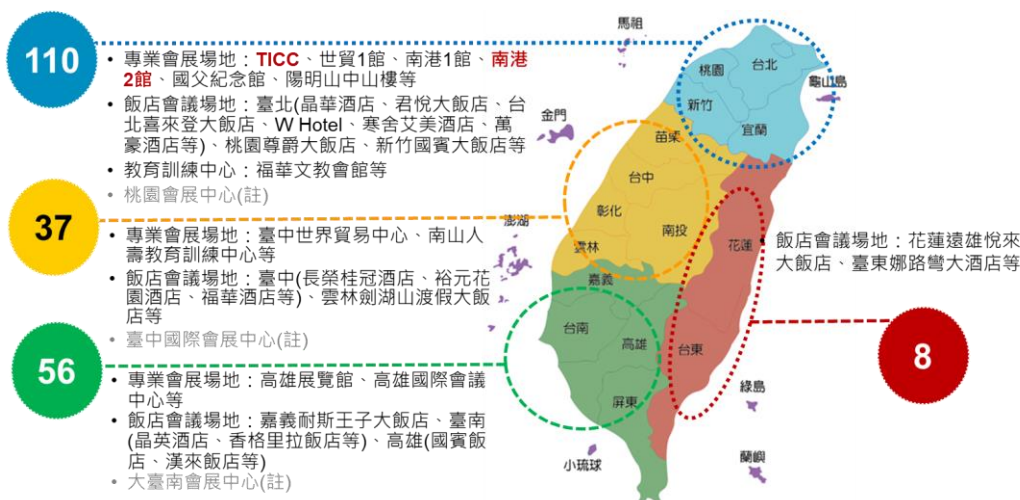 110
• 專業會展場地：TICC、世貿1館、南港1館、南港
2館、國父紀念館、陽明山中山樓等
• 飯店會議場地：臺北(晶華酒店、君悅大飯店、台
北喜來登大飯店、W Hotel、寒舍艾美酒店、萬
豪酒店等)、桃園尊爵大飯店、新竹國賓大飯店等
• 教育訓練中心：福華文教會館等
• 桃園會展中心(註)
37
• 專業會展場地：臺中世界貿易中心、南山人
壽教育訓練中心等
• 飯店會議場地：臺中(長榮桂冠酒店、裕元花
園酒店、福華酒店等)、雲林劍湖山渡假大飯
店等
• 臺中國際會展中心(註)
56
• 專業會展場地：高雄展覽館、高雄國際會議
中心等
• 飯店會議場地：嘉義耐斯王子大飯店、臺南
(晶英酒店、香格里拉飯店等)、高雄(國賓飯
店、漢來飯店等)
• 大臺南會展中心(註)
馬祖
桃園
台北
龜山島
新竹
宜蘭
金門
苗栗
台中
彰化
南投
澎湖
雲林
花蓮
嘉義
台南
高雄
台東
屏東
綠島
小琉球
蘭嶼
• 飯店會議場地：花蓮遠雄悅來
大飯店、臺東娜路彎大酒店等
8